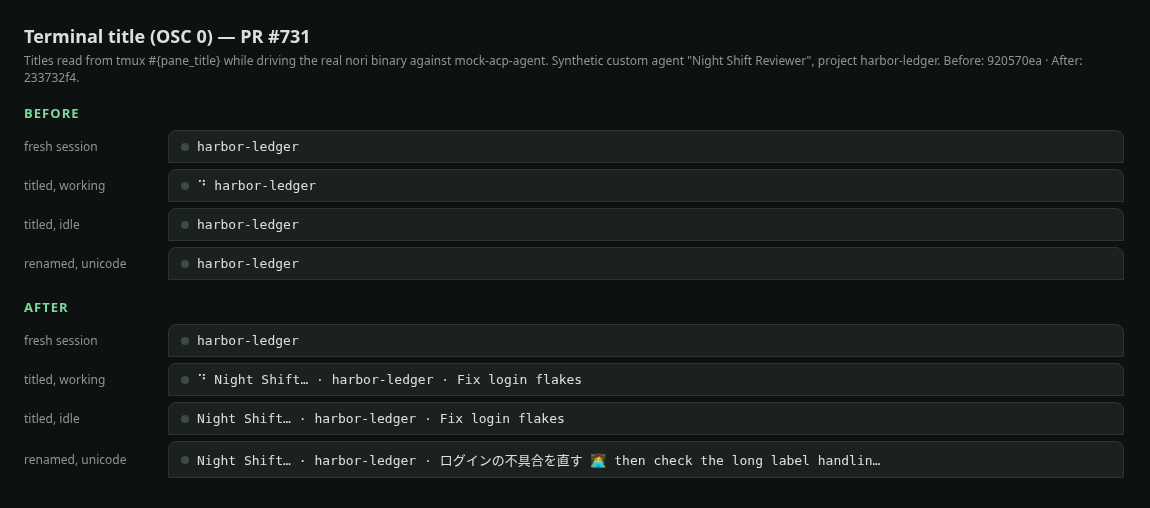 Terminal title (OSC 0) — PR #731
Titles read from tmux #{pane_title} while driving the real nori binary against mock-acp-agent. Synthetic custom agent "Night Shift Reviewer", project harbor-ledger. Before: 920570ea · After:
233732f4.
BEFORE
fresh session harbor-ledger
titled, working ⠙ harbor-ledger
titled, idle harbor-ledger
renamed, unicode harbor-ledger
AFTER
fresh session harbor-ledger
titled, working ⠙ Night Shift… · harbor-ledger · Fix login flakes
titled, idle Night Shift… · harbor-ledger · Fix login flakes
renamed, unicode Night Shift… · harbor-ledger · ログインの不具合を直す 🧑‍💻 then check the long label handlin…